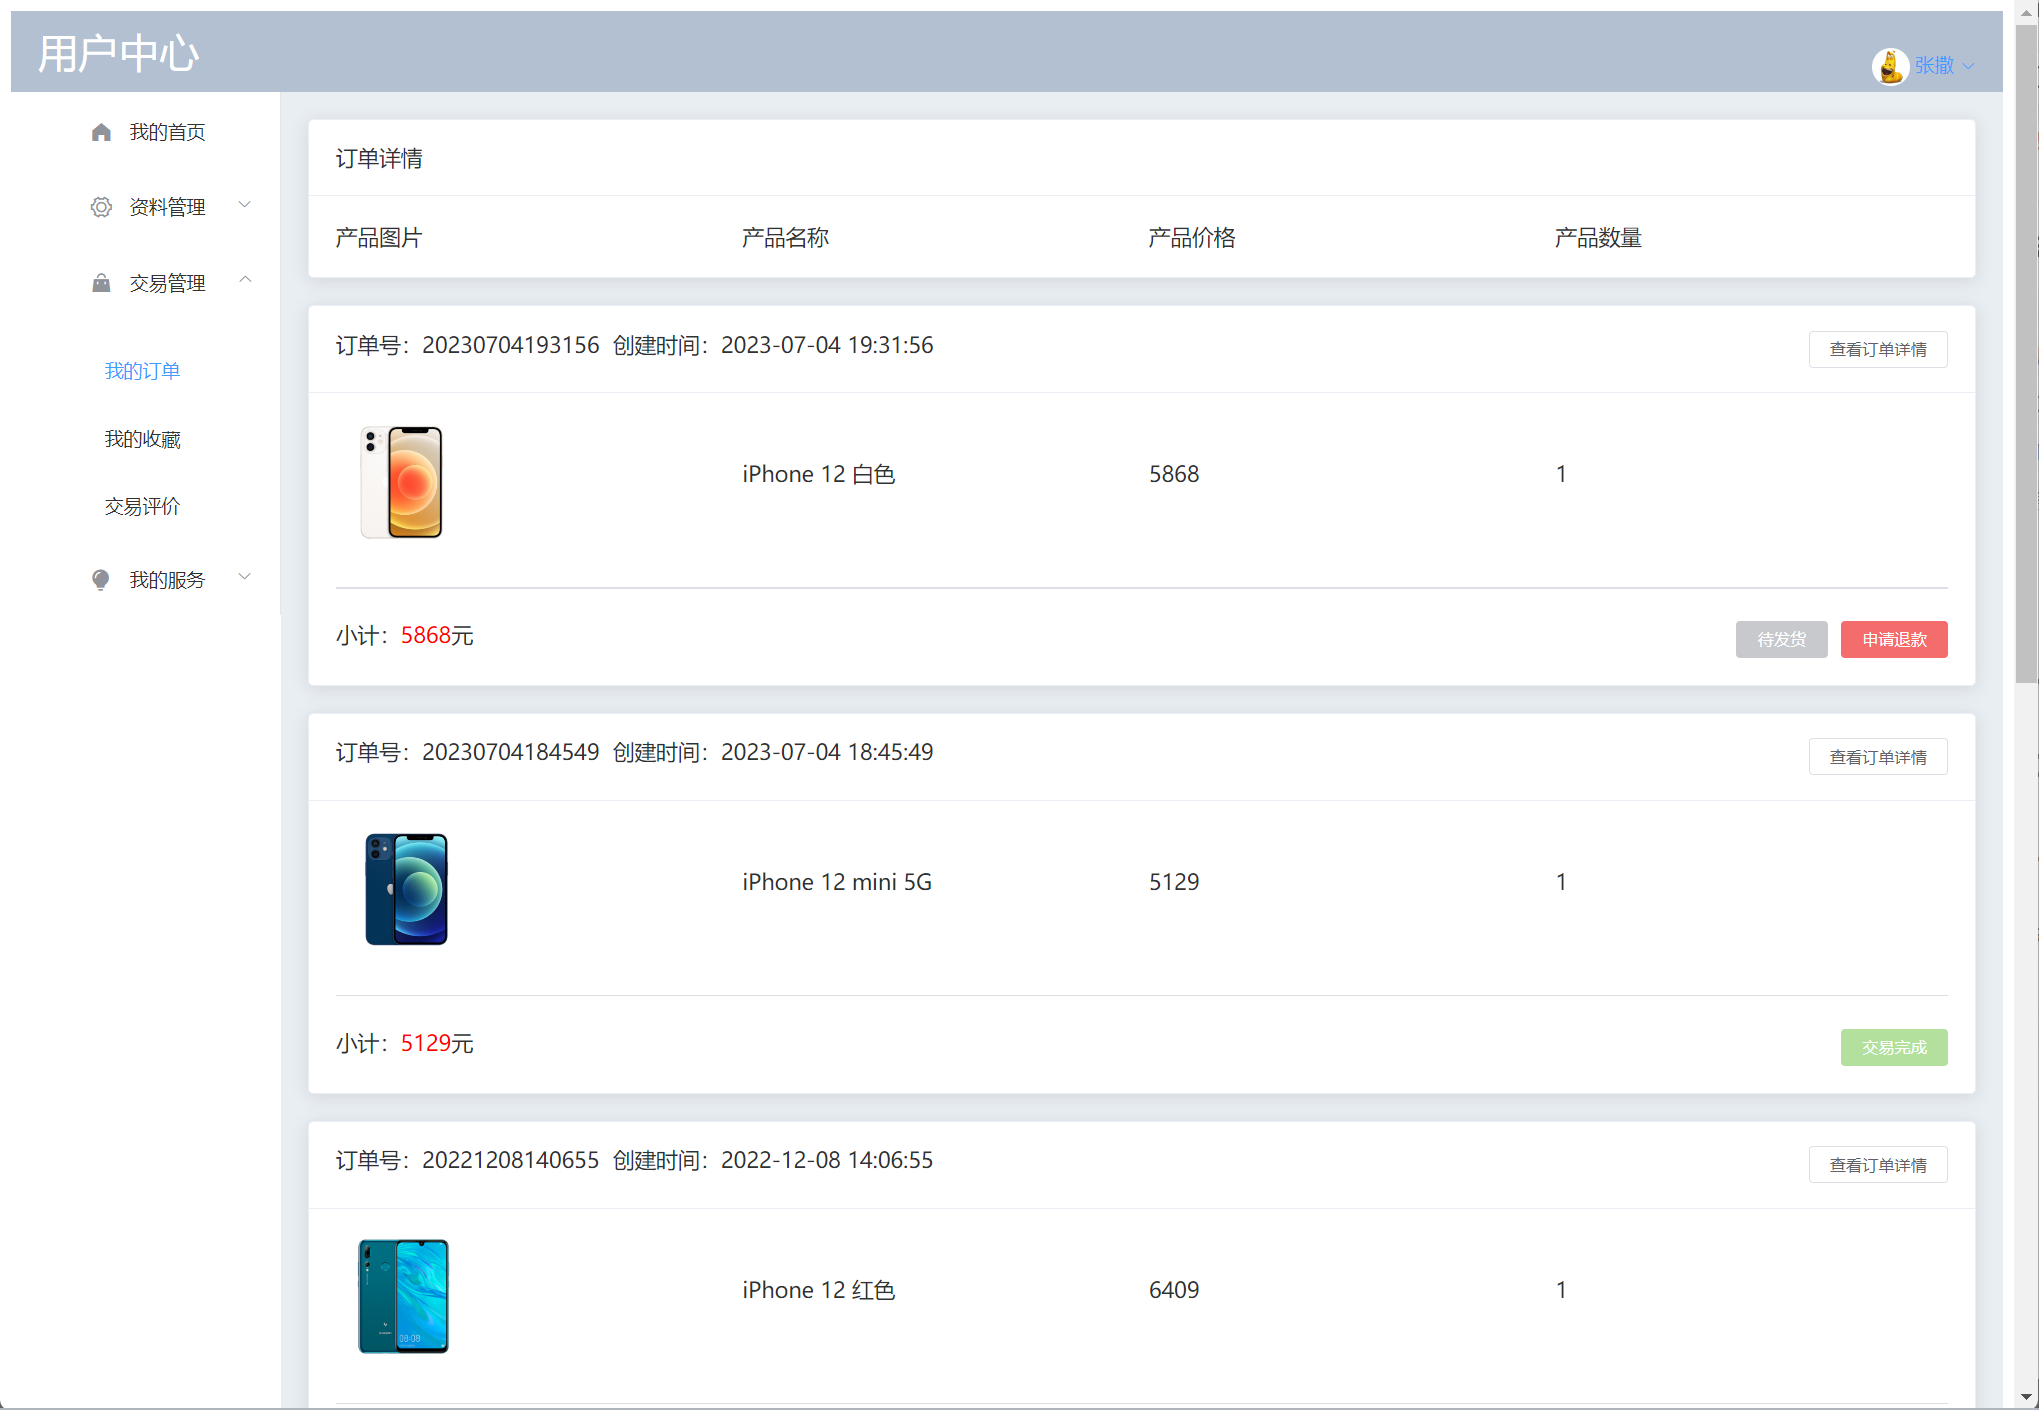 用户中心
张撒
我的首页
资料管理
交易管理
我的订单
我的收藏
交易评价
我的服务
订单详情
产品图片 产品名称 产品价格 产品数量
订单号：20230704193156 创建时间：2023-07-04 19:31:56 查看订单详情
iPhone 12 白色 5868 1
小计：5868元 待发货 申请退款
订单号：20230704184549 创建时间：2023-07-04 18:45:49 查看订单详情
iPhone 12 mini 5G 5129 1
小计：5129元 交易完成
订单号：20221208140655 创建时间：2022-12-08 14:06:55 查看订单详情
iPhone 12 红色 6409 1
08:08